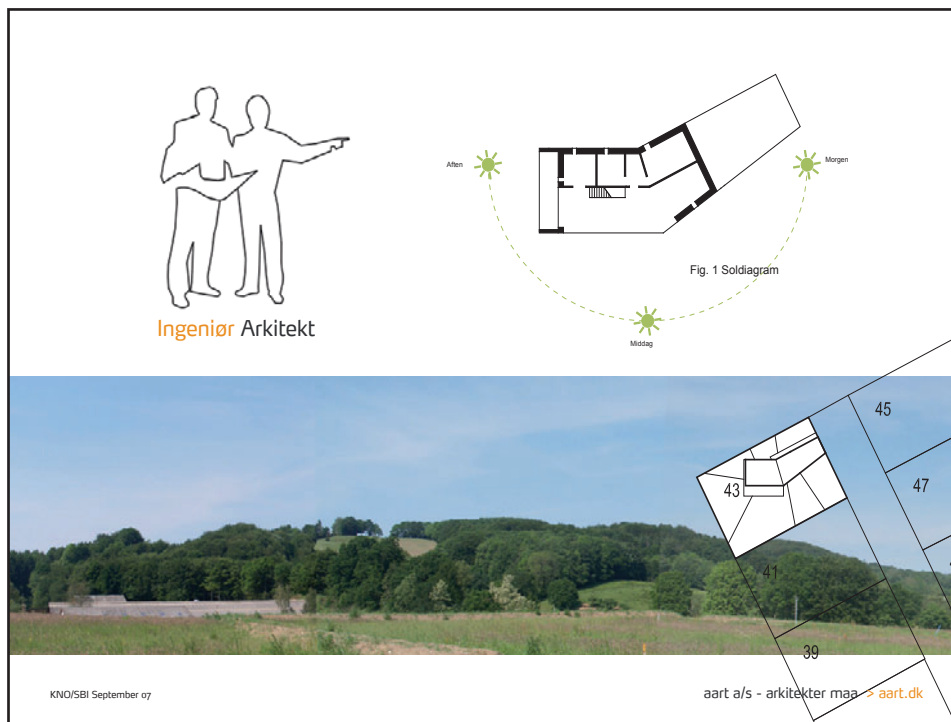 Aften
Morgen
Fig. 1 Soldiagram
Middag
Ingeniør Arkitekt
45
47
43
41
39
KNO/SBI September 07
aart a/s - arkitekter maa > aart.dk